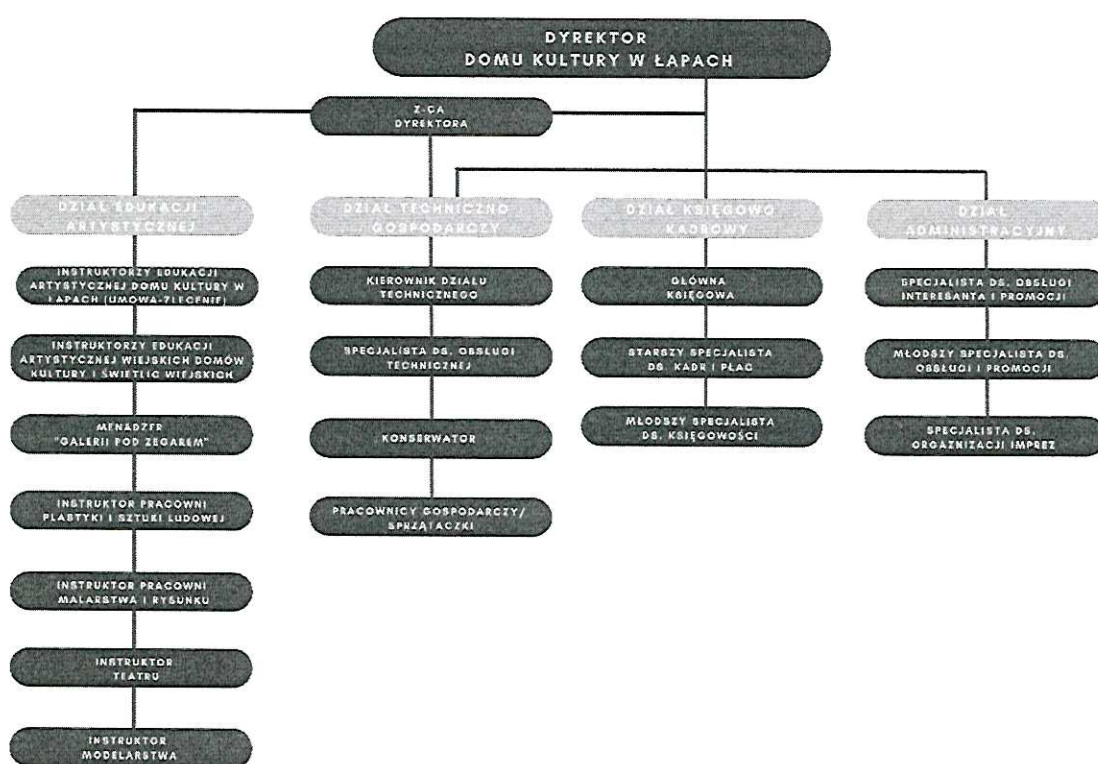 DYREKTOR
DOMU KULTURY W ŁAPACH
Z-CA
DYREKTORA
DZIAŁ EDUKACJI
ARTYSTYCZNEJ
INSTRUKTORZY EDUKACJI
ARTYSTYCZNEJ DOMU KULTURY W
ŁAPACH (UMOWA-ZLECENIE)
INSTRUKTORZY EDUKACJI
ARTYSTYCZNEJ WIEJSKICH DOMÓW
KULTURY I ŚWIETLIC WIEJSKICH
MENADŻER
"GALERII POD ZEGAREM"
INSTRUKTOR PRACOWNI
PLASTYKI I SZTUKI LUDOWEJ
INSTRUKTOR PRACOWNI
MALARSTWA I RYSUNKU
INSTRUKTOR
TEATRU
INSTRUKTOR
MODELARSTWA
DZIAŁ TECHNICZNO
GOSPODARCZY
KIEROWNIK DZIAŁU
TECHNICZNEGO
SPECJALISTA DS. OBSŁUGI
TECHNICZNEJ
KONSERWATOR
PRACOWNICY GOSPODARCZY/
SPRZĄTACZKI
DZIAŁ KSIĘGOWO
KADROWY
GŁÓWNA
KSIĘGOWA
STARSZY SPECJALISTA
DS. KADR I PŁAC
MŁODSZY SPECJALISTA
DS. KSIĘGOWOŚCI
DZIAŁ
ADMINISTRACYJNY
SPECJALISTA DS. OBSŁUGI
INTERESANTA I PROMOCJI
MŁODSZY SPECJALISTA DS.
OBSŁUGI I PROMOCJI
SPECJALISTA DS.
ORGAZNIZACJI IMPREZ